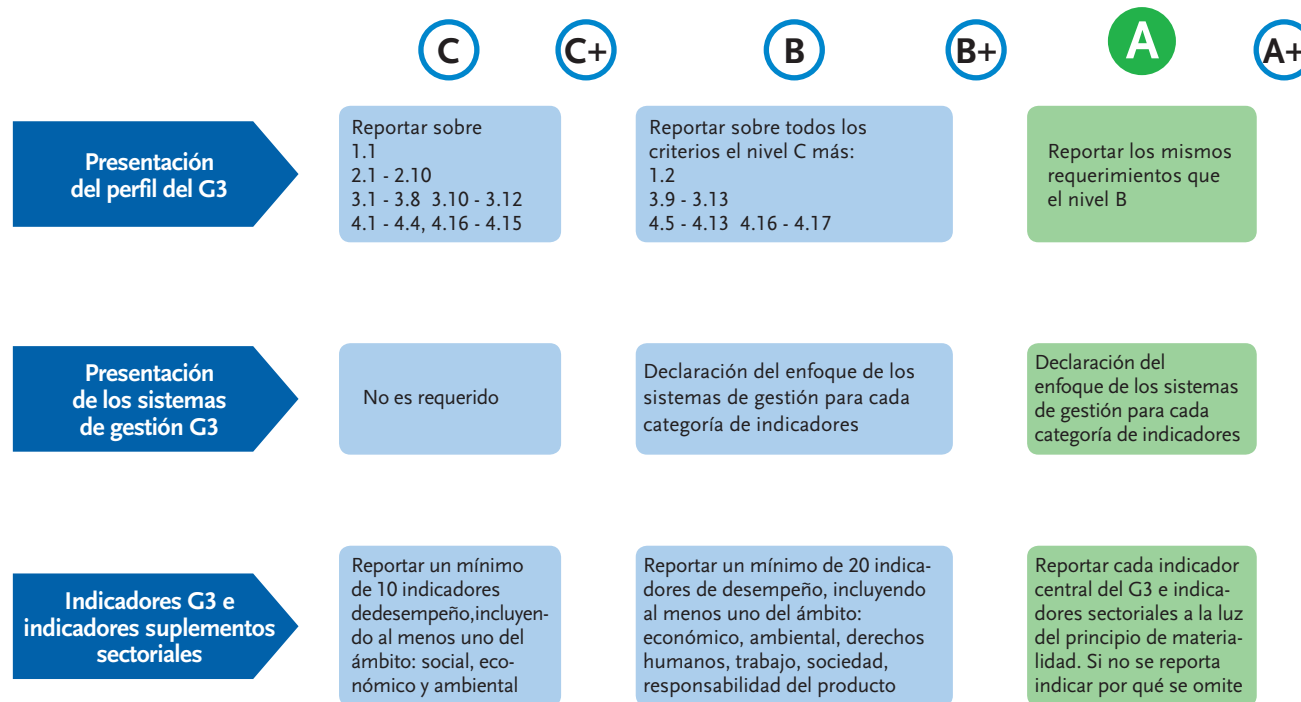 C
C+
B
B+
A
A+
Presentación
del perfil del G3
Reportar sobre
1.1
2.1 - 2.10
3.1 - 3.8  3.10 - 3.12
4.1 - 4.4, 4.16 - 4.15
Reportar sobre todos los
criterios el nivel C más:
1.2
3.9 - 3.13
4.5 - 4.13  4.16 - 4.17
Reportar los mismos
requerimientos que
el nivel B
Presentación
de los sistemas
de gestión G3
No es requerido
Declaración del enfoque de los
sistemas de gestión para cada
categoría de indicadores
Declaración del
enfoque de los sistemas
de gestión para cada
categoría de indicadores
Indicadores G3 e
indicadores suplementos
sectoriales
Reportar un mínimo
de 10 indicadores
dedesempeño,incluyen-
do al menos uno del
ámbito: social, eco-
nómico y ambiental
Reportar un mínimo de 20 indica-
dores de desempeño, incluyendo
al menos uno del ámbito:
económico, ambiental, derechos
humanos, trabajo, sociedad,
responsabilidad del producto
Reportar cada indicador
central del G3 e indica-
dores sectoriales a la luz
del principio de materia-
lidad. Si no se reporta
indicar por qué se omite